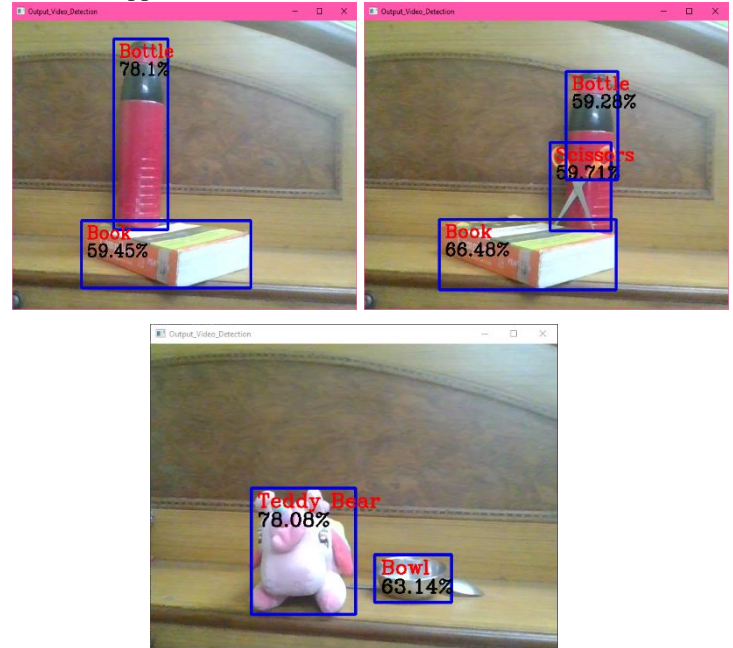 Output_Video_Detection
Bottle
78.1%
Book
59.45%
Output_Video_Detection
Bottle
59.28%
Scissors
59.71%
Book
66.48%
Output_Video_Detection
Teddy Bear
78.08%
Bowl
63.14%